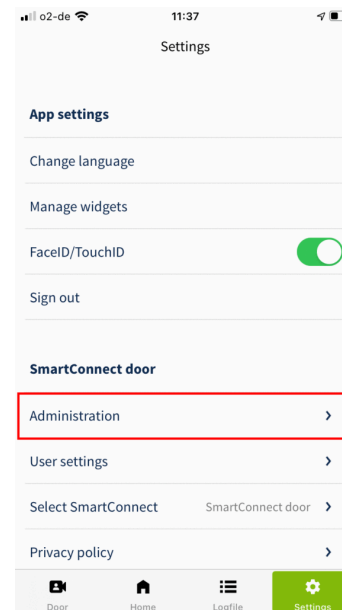 o2-de 11:37
Settings
App settings
Change language
Manage widgets
FaceID/TouchID
Sign out
SmartConnect door
Administration
User settings
Select SmartConnect SmartConnect door
Privacy policy
Door Home Logfile Settings